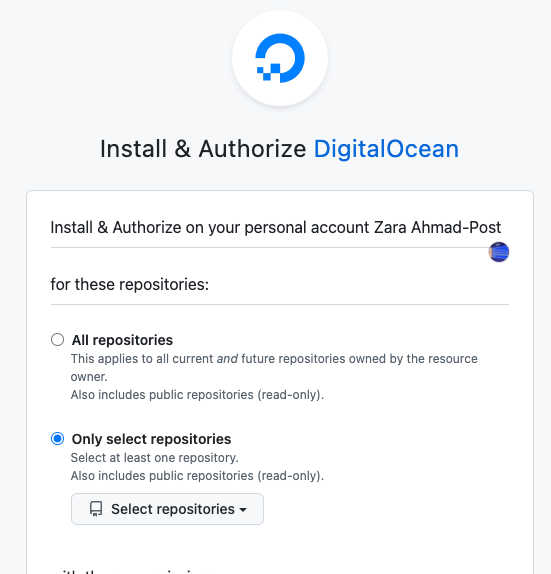 Install & Authorize DigitalOcean
Install & Authorize on your personal account Zara Ahmad-Post
for these repositories:
All repositories
This applies to all current and future repositories owned by the resource
owner.
Also includes public repositories (read-only).
Only select repositories
Select at least one repository.
Also includes public repositories (read-only).
Select repositories